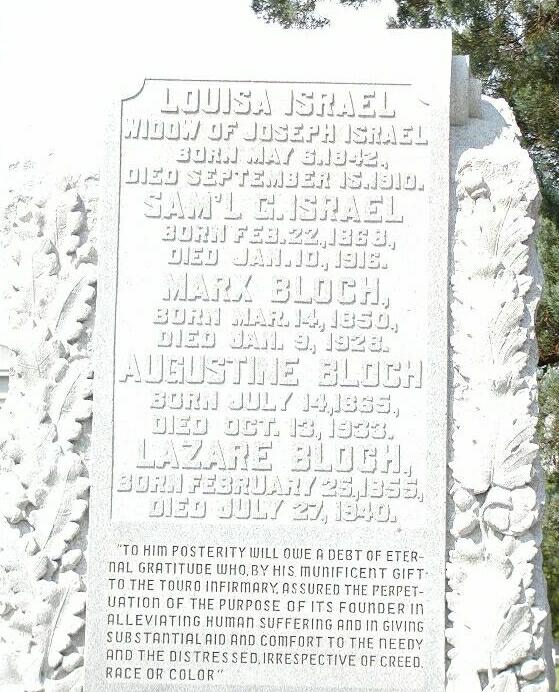 LOUISA ISRAEL
WIDOW OF JOSEPH ISRAEL
BORN MAY 6.1842,
DIED SEPTEMBER 15,1910.
SAM'L G.ISRAEL
BORN FEB.22,1868,
DIED JAN.10,1916.
MARX BLOCH,
BORN MAR.14,1850,
DIED JAN. 9, 1928.
AUGUSTINE BLOCH
BORN JULY 14,1865,
DIED OCT. 13, 1933.
LAZARE BLOCH,
BORN FEBRUARY 25,1855,
DIED JULY 27, 1940.
"TO HIM POSTERITY WILL OWE A DEBT OF ETER-
NAL GRATITUDE WHO, BY HIS MUNIFICENT GIFT
TO THE TOURO INFIRMARY, ASSURED THE PERPET-
UATION OF THE PURPOSE OF ITS FOUNDER IN
ALLEVIATING HUMAN SUFFERING AND IN GIVING
SUBSTANTIAL AID AND COMFORT TO THE NEEDY
AND THE DISTRESSED, IRRESPECTIVE OF CREED,
RACE OR COLOR"